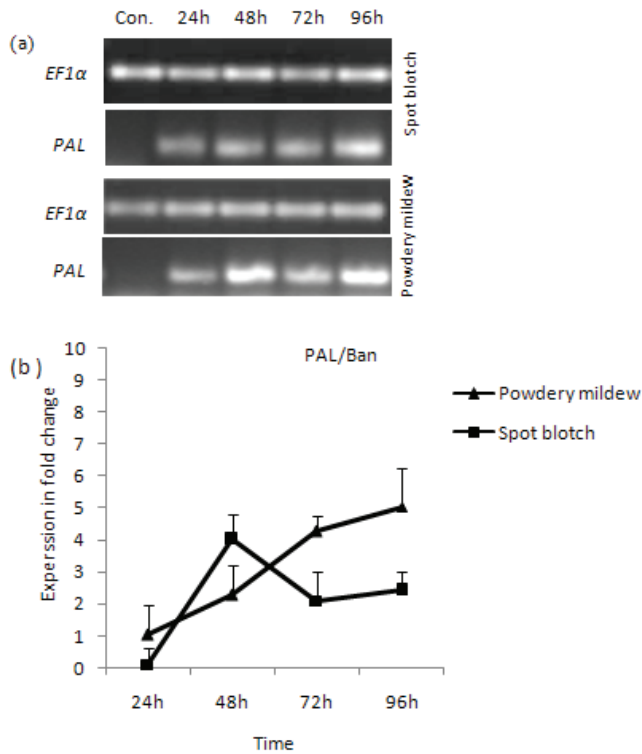 Con. 24h 48h 72h 96h
(a)
EF1α
PAL
Spot blotch
EF1α
PAL
Powdery mildew
(b )
PAL/Ban
10
9
8
7
6
5
4
3
2
1
0
Experssion in fold change
24h 48h 72h 96h
Time
Powdery mildew
Spot blotch